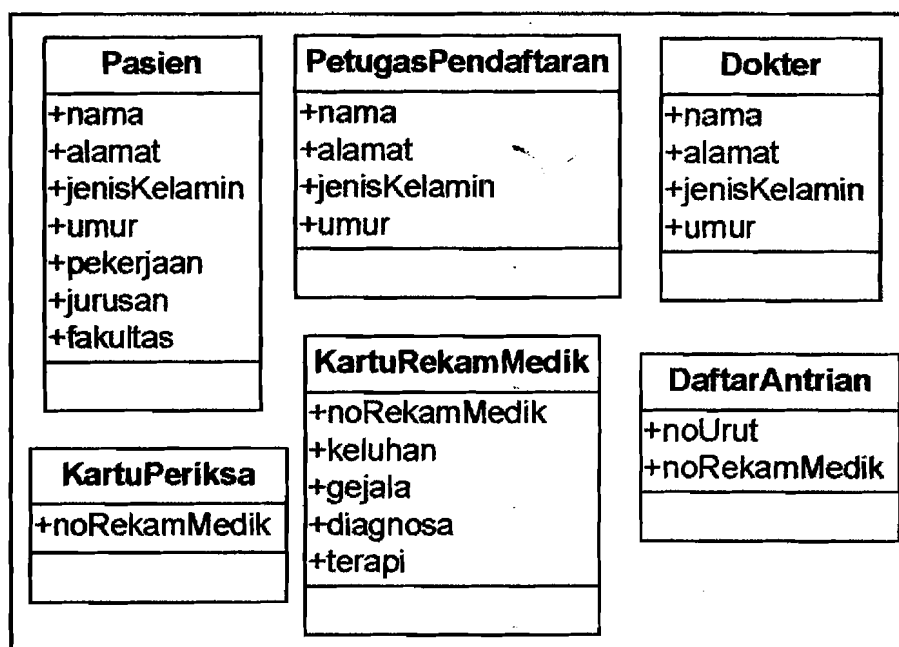 Pasien
+nama
+alamat
+jenisKelamin
+umur
+pekerjaan
+jurusan
+fakultas
PetugasPendaftaran
+nama
+alamat
+jenisKelamin
+umur
Dokter
+nama
+alamat
+jenisKelamin
+umur
KartuPeriksa
+noRekamMedik
KartuRekamMedik
+noRekamMedik
+keluhan
+gejala
+diagnosa
+terapi
DaftarAntrian
+noUrut
+noRekamMedik